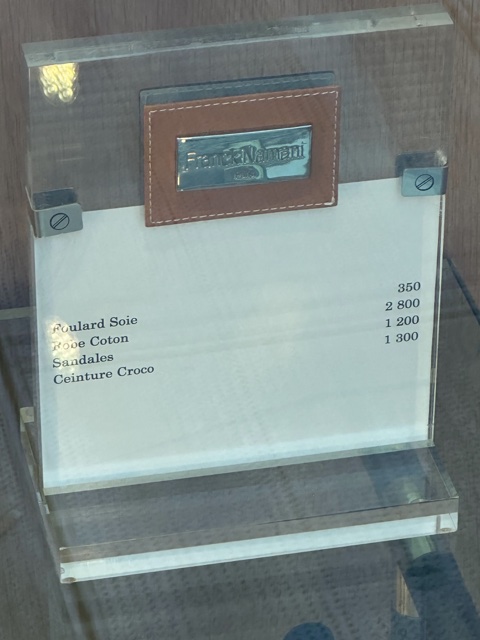 Franck Namani
Foulard Soie 350
Robe Coton 2 800
Sandales 1 200
Ceinture Croco 1 300